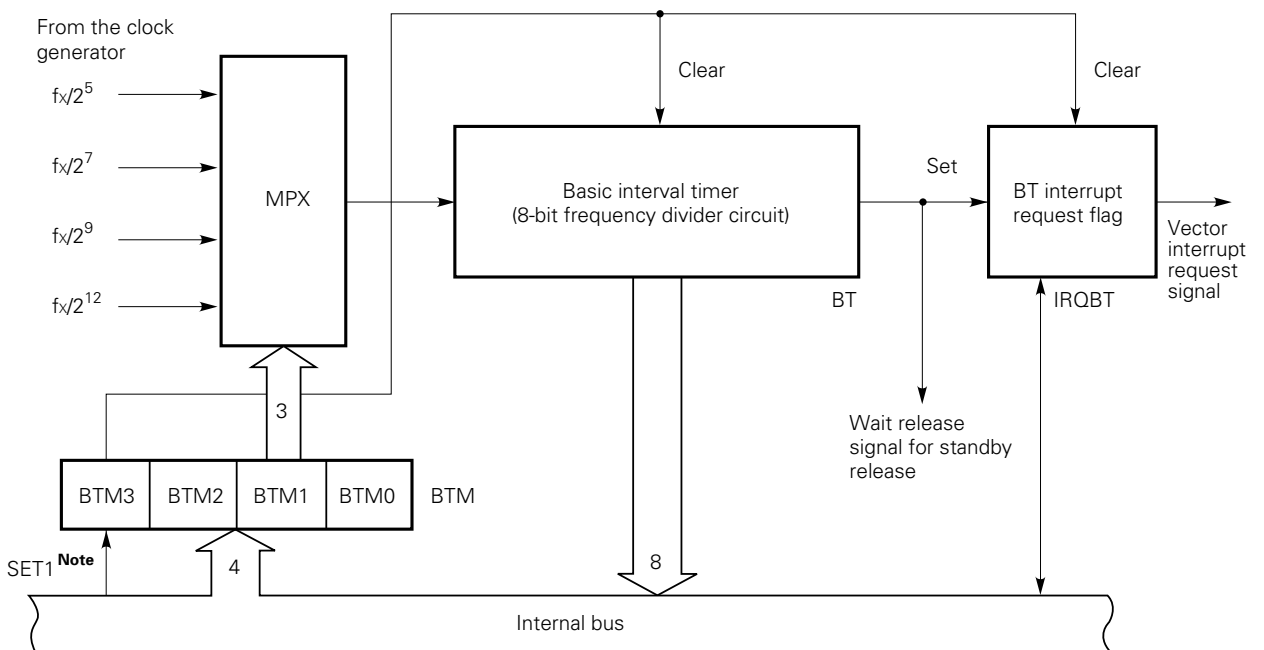 From the clock
generator
fx/2^5
fx/2^7
fx/2^9
fx/2^12
MPX
Clear
Clear
Basic interval timer
(8-bit frequency divider circuit)
BT
Set
BT interrupt
request flag
IRQBT
Vector
interrupt
request
signal
Wait release
signal for standby
release
3
BTM3 BTM2 BTM1 BTM0 BTM
SET1 Note
4
8
Internal bus